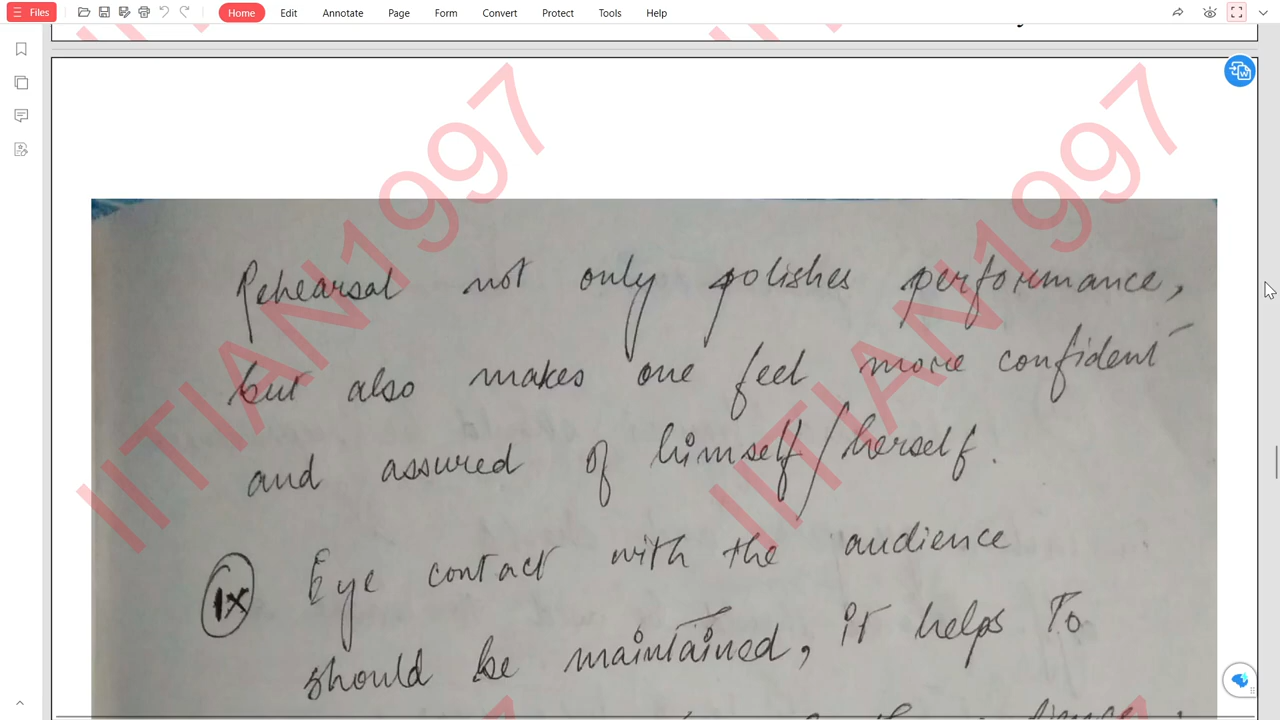 Files
Home
Edit
Annotate
Page
Form
Convert
Protect
Tools
Help
IITIAN1997
IITIAN1997
Rehearsal not only polishes performance,
but also makes one feel more confident
and assured of himself/herself.
ix Eye contact with the audience
should be maintained, it helps To